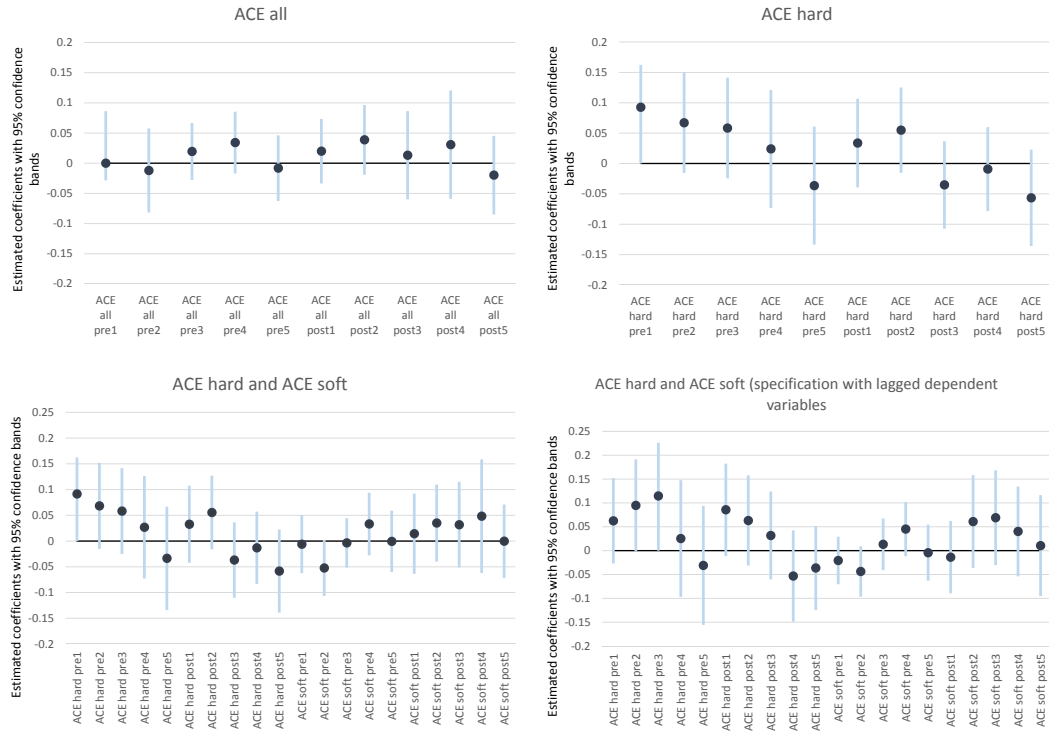 ACE all
Estimated coefficients with 95% confidence
bands
0.2
0.15
0.1
0.05
0
-0.05
-0.1
-0.15
-0.2
ACE all pre1
ACE all pre2
ACE all pre3
ACE all pre4
ACE all pre5
ACE all post1
ACE all post2
ACE all post3
ACE all post4
ACE all post5
ACE hard
Estimated coefficients with 95% confidence
bands
0.2
0.15
0.1
0.05
0
-0.05
-0.1
-0.15
-0.2
ACE hard pre1
ACE hard pre2
ACE hard pre3
ACE hard pre4
ACE hard pre5
ACE hard post1
ACE hard post2
ACE hard post3
ACE hard post4
ACE hard post5
ACE hard and ACE soft
Estimated coefficients with 95% confidence bands
0.25
0.2
0.15
0.1
0.05
0
-0.05
-0.1
-0.15
-0.2
ACE hard pre1
ACE hard pre2
ACE hard pre3
ACE hard pre4
ACE hard pre5
ACE hard post1
ACE hard post2
ACE hard post3
ACE hard post4
ACE hard post5
ACE soft pre1
ACE soft pre2
ACE soft pre3
ACE soft pre4
ACE soft pre5
ACE soft post1
ACE soft post2
ACE soft post3
ACE soft post4
ACE soft post5
ACE hard and ACE soft (specification with lagged dependent
variables
Estimated coefficients with 95% confidence bands
0.25
0.2
0.15
0.1
0.05
0
-0.05
-0.1
-0.15
-0.2
ACE hard pre1
ACE hard pre2
ACE hard pre3
ACE hard pre4
ACE hard pre5
ACE hard post1
ACE hard post2
ACE hard post3
ACE hard post4
ACE hard post5
ACE soft pre1
ACE soft pre2
ACE soft pre3
ACE soft pre4
ACE soft pre5
ACE soft post1
ACE soft post2
ACE soft post3
ACE soft post4
ACE soft post5